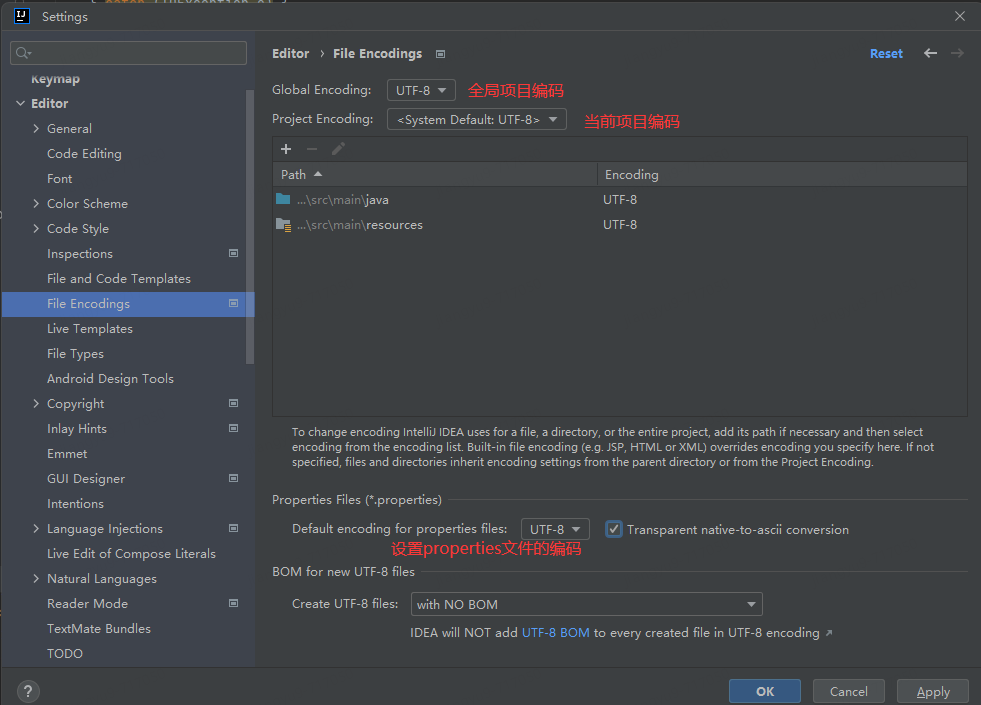 Settings
Keymap
Editor
General
Code Editing
Font
Color Scheme
Code Style
Inspections
File and Code Templates
File Encodings
Live Templates
File Types
Android Design Tools
Copyright
Inlay Hints
Emmet
GUI Designer
Intentions
Language Injections
Live Edit of Compose Literals
Natural Languages
Reader Mode
TextMate Bundles
TODO
Editor › File Encodings
Reset
Global Encoding: UTF-8 全局项目编码
Project Encoding: <System Default: UTF-8> 当前项目编码
Path Encoding
...\src\main\java UTF-8
...\src\main\resources UTF-8
To change encoding IntelliJ IDEA uses for a file, a directory, or the entire project, add its path if necessary and then select
encoding from the encoding list. Built-in file encoding (e.g. JSP, HTML or XML) overrides encoding you specify here. If not
specified, files and directories inherit encoding settings from the parent directory or from the Project Encoding.
Properties Files (*.properties)
Default encoding for properties files: UTF-8 Transparent native-to-ascii conversion
设置properties文件的编码
BOM for new UTF-8 files
Create UTF-8 files: with NO BOM
IDEA will NOT add UTF-8 BOM to every created file in UTF-8 encoding ↗
?
OK Cancel Apply